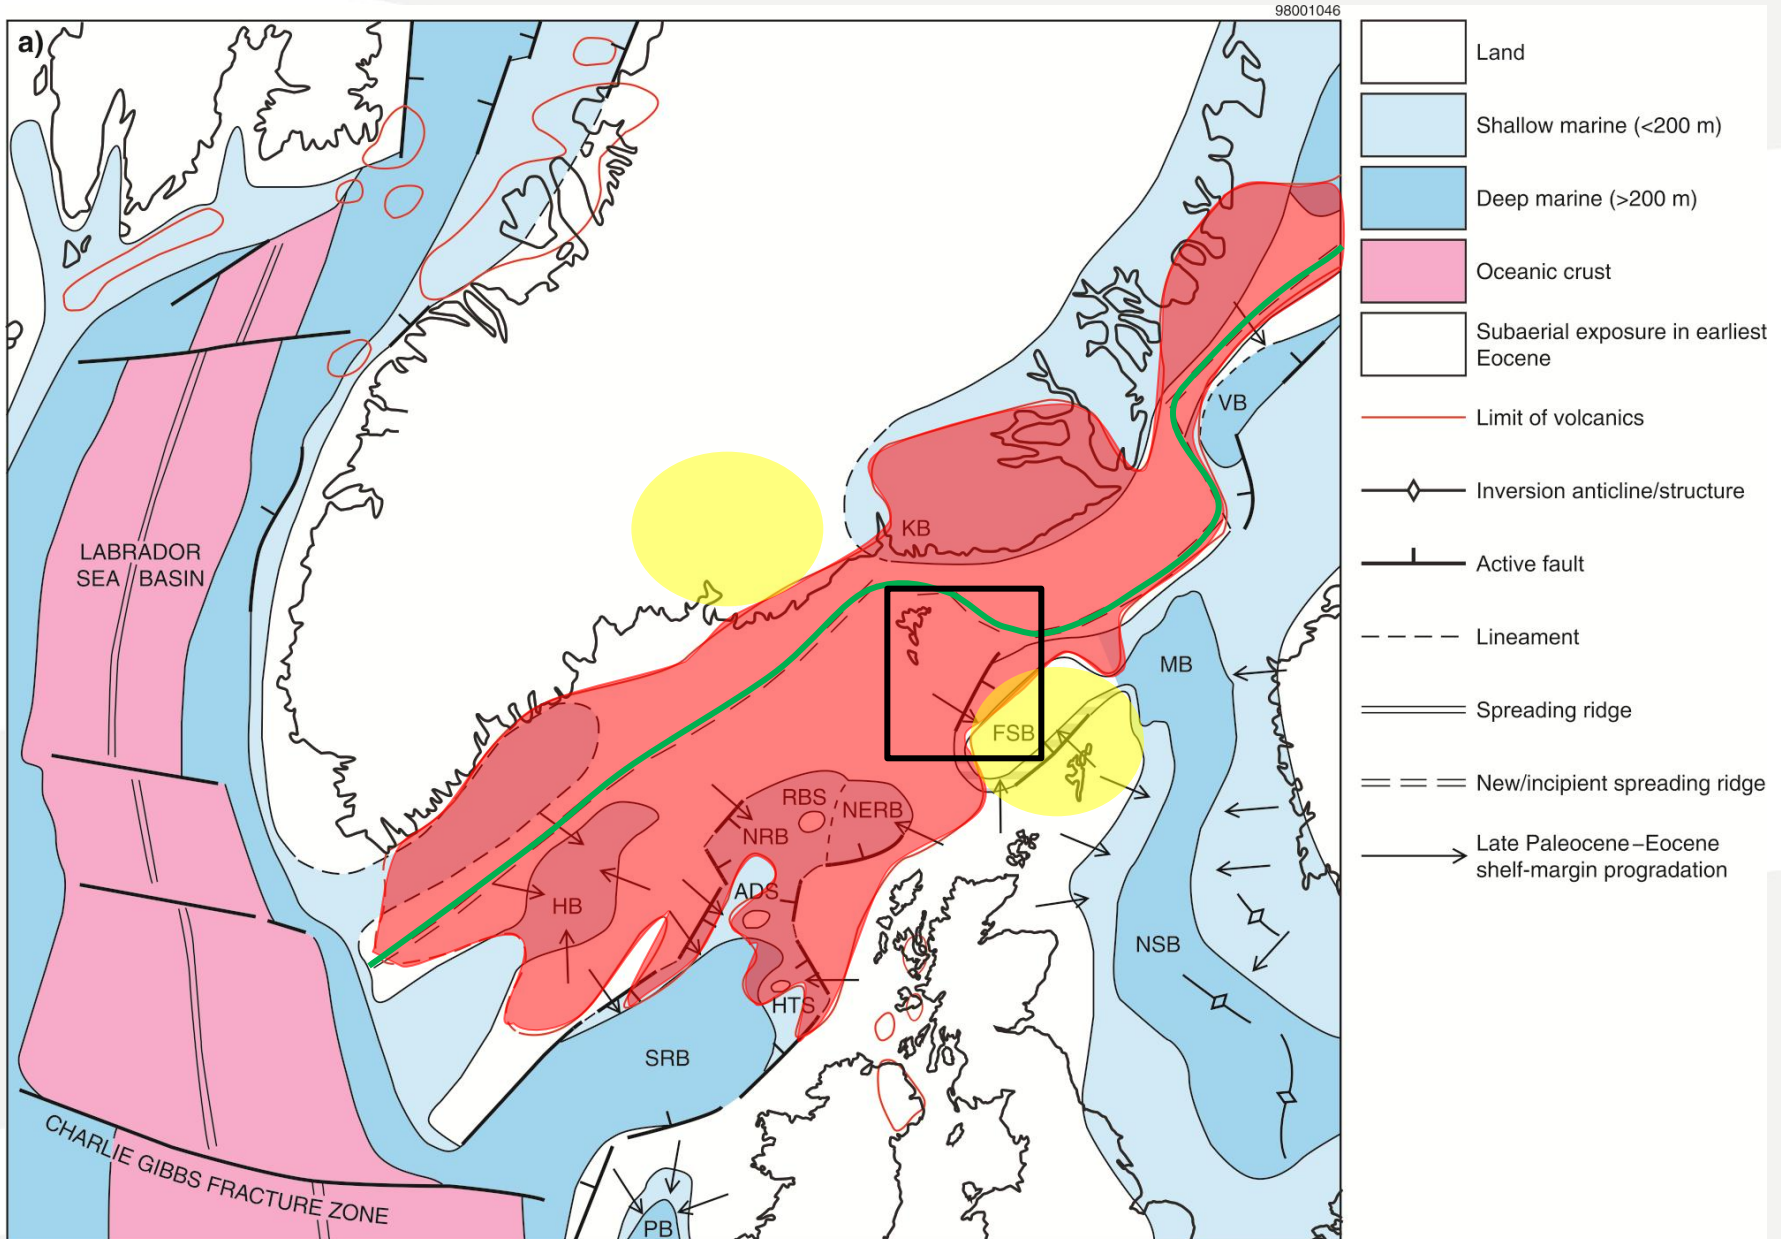 98001046
a)
VB
KB
LABRADOR
SEA BASIN
MB
FSB
RBS
NERB
NRB
ADS
HB
NSB
HTS
SRB
CHARLIE GIBBS FRACTURE ZONE
PB
Land
Shallow marine (<200 m)
Deep marine (>200 m)
Oceanic crust
Subaerial exposure in earliest
Eocene
Limit of volcanics
Inversion anticline/structure
Active fault
Lineament
Spreading ridge
New/incipient spreading ridge
Late Paleocene–Eocene
shelf-margin progradation